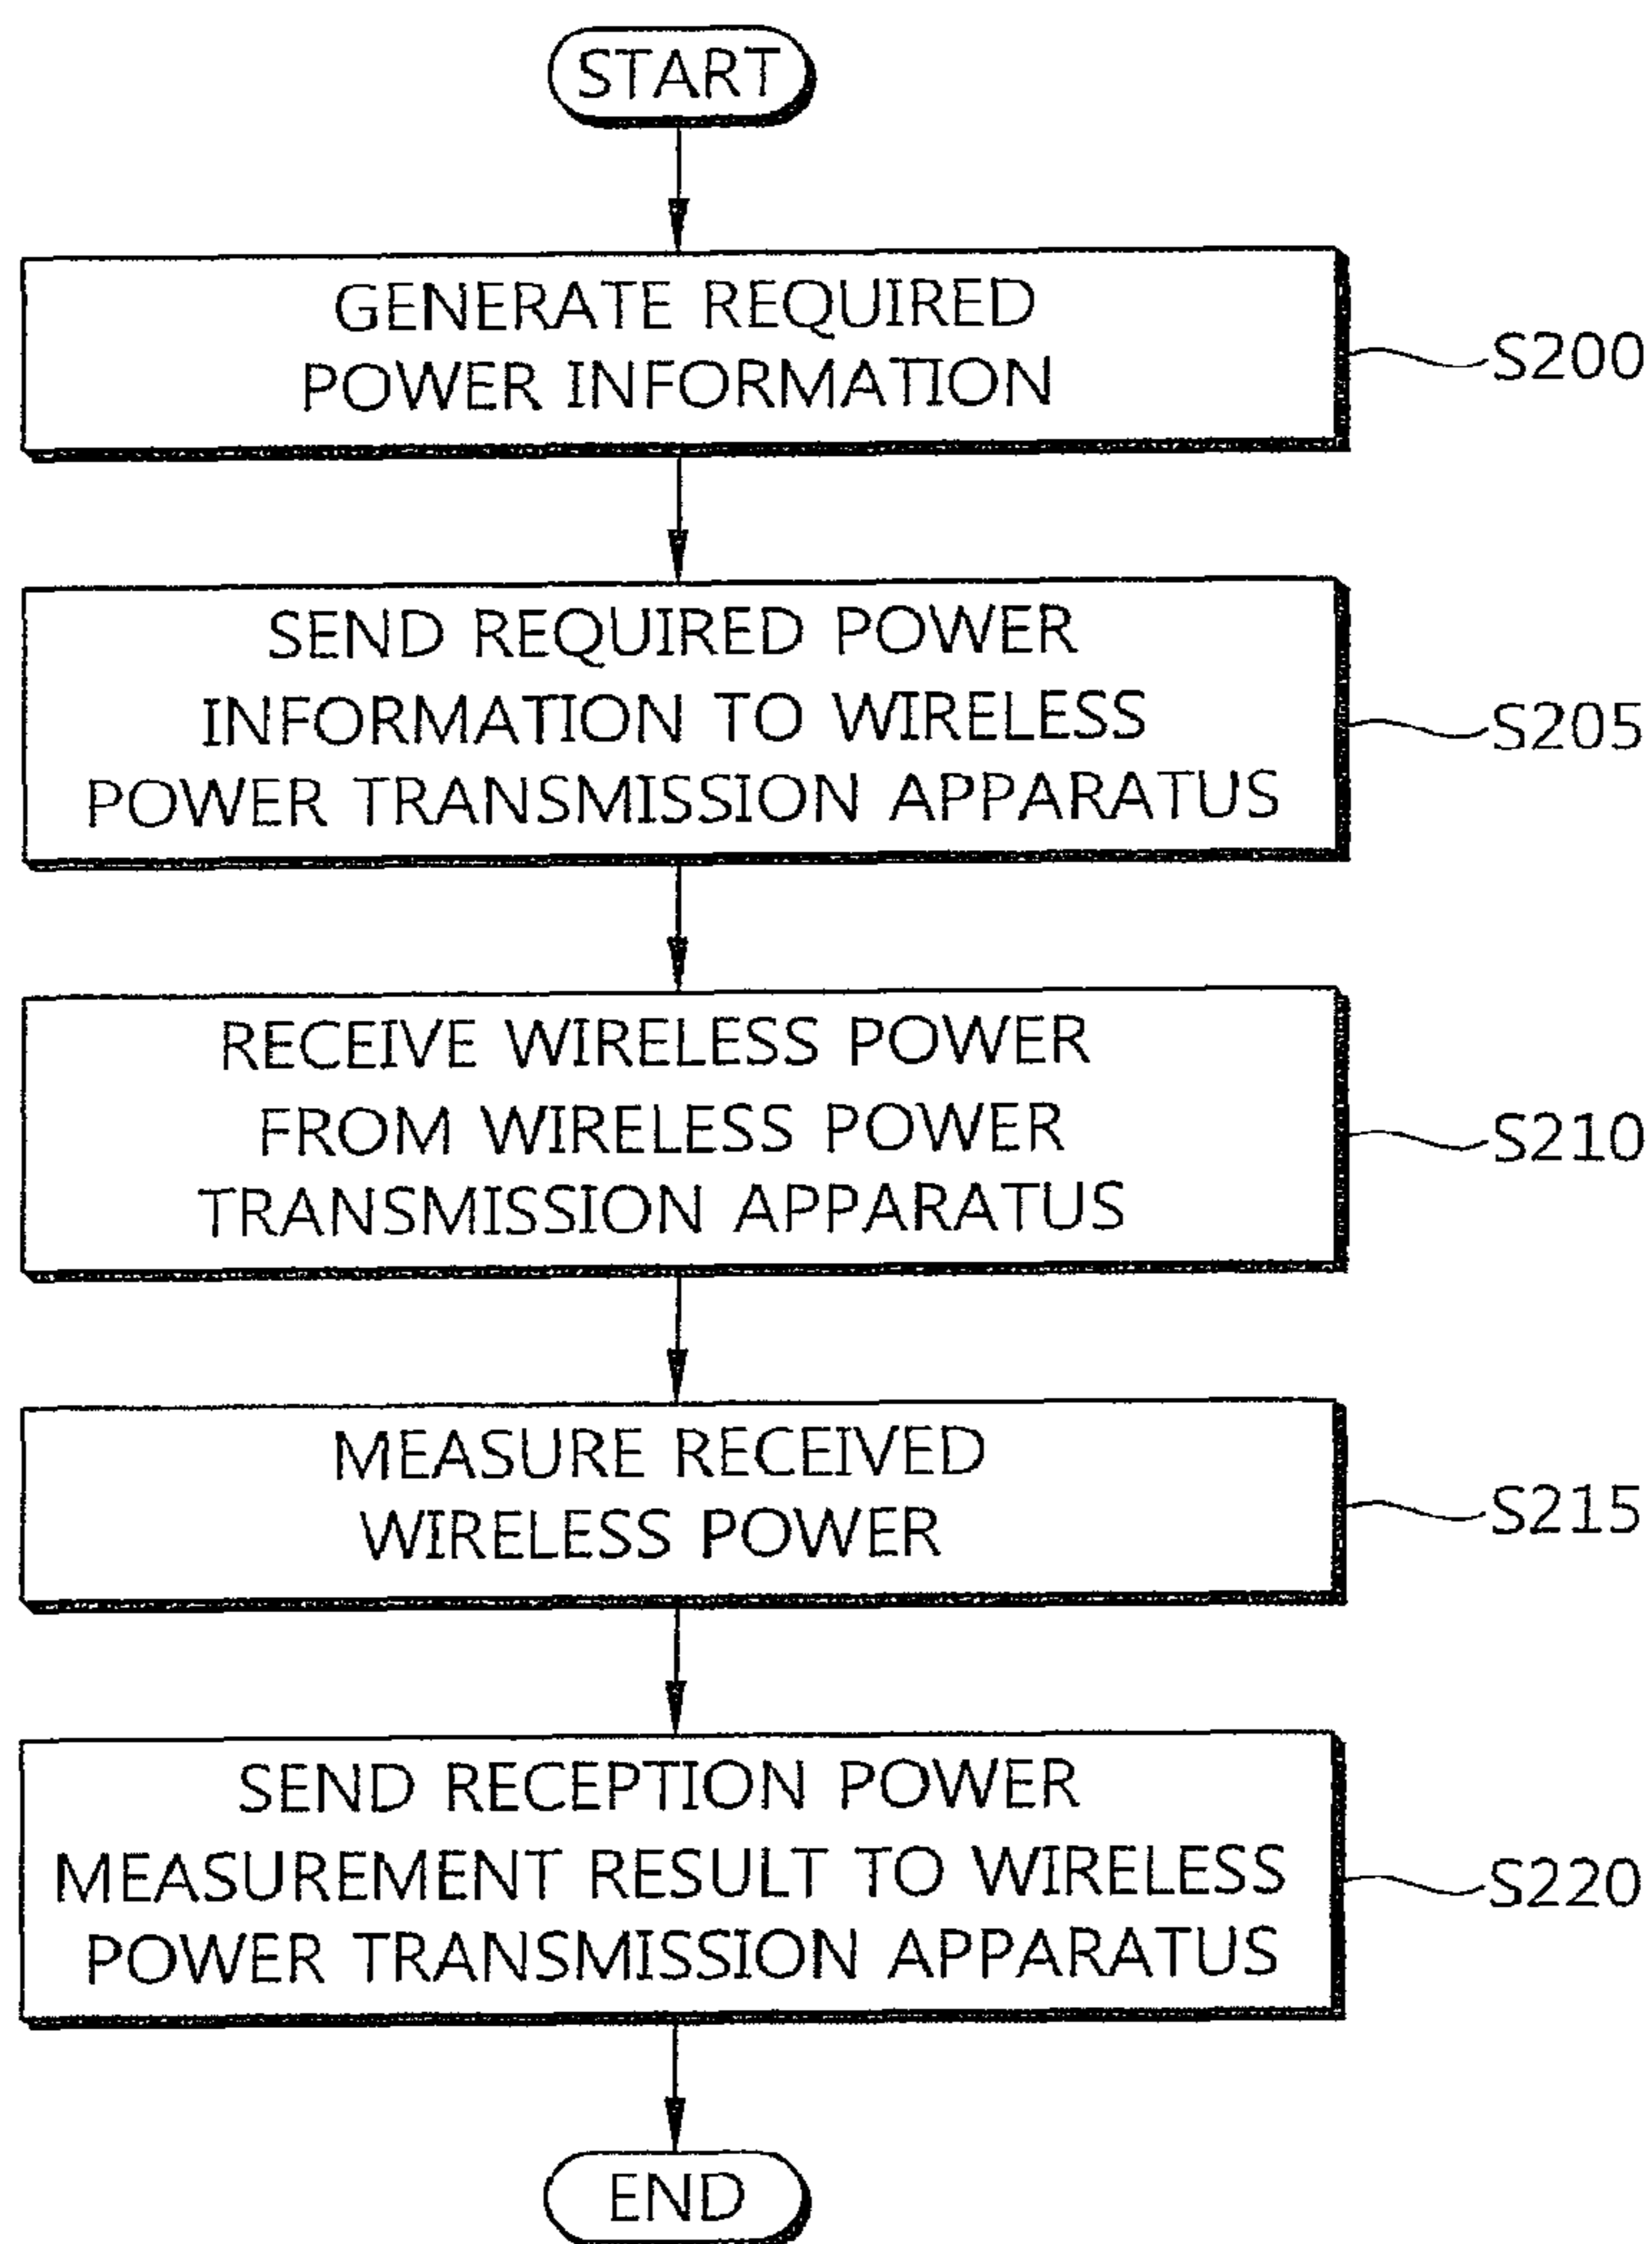 START
GENERATE REQUIRED
POWER INFORMATION
S200
SEND REQUIRED POWER
INFORMATION TO WIRELESS
POWER TRANSMISSION APPARATUS
S205
RECEIVE WIRELESS POWER
FROM WIRELESS POWER
TRANSMISSION APPARATUS
S210
MEASURE RECEIVED
WIRELESS POWER
S215
SEND RECEPTION POWER
MEASUREMENT RESULT TO WIRELESS
POWER TRANSMISSION APPARATUS
S220
END